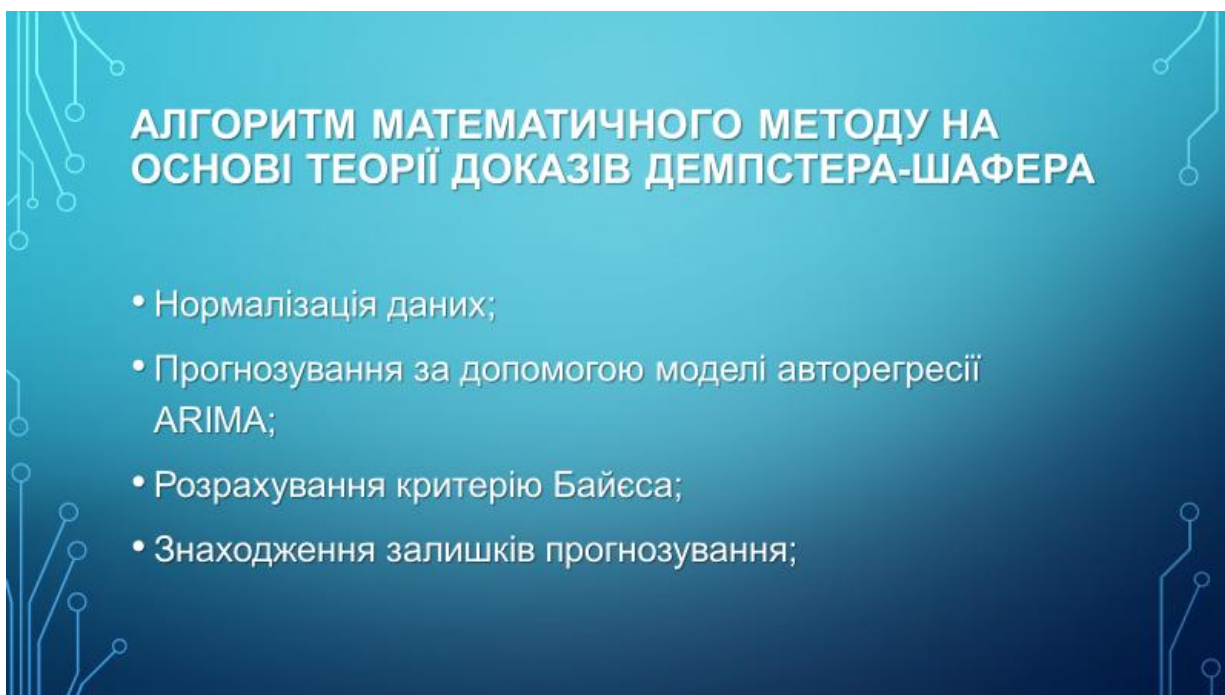 АЛГОРИТМ МАТЕМАТИЧНОГО МЕТОДУ НА
ОСНОВІ ТЕОРІЇ ДОКАЗІВ ДЕМПСТЕРА-ШАФЕРА
• Нормалізація даних;
• Прогнозування за допомогою моделі авторегресії
ARIMA;
• Розрахування критерію Байєса;
• Знаходження залишків прогнозування;